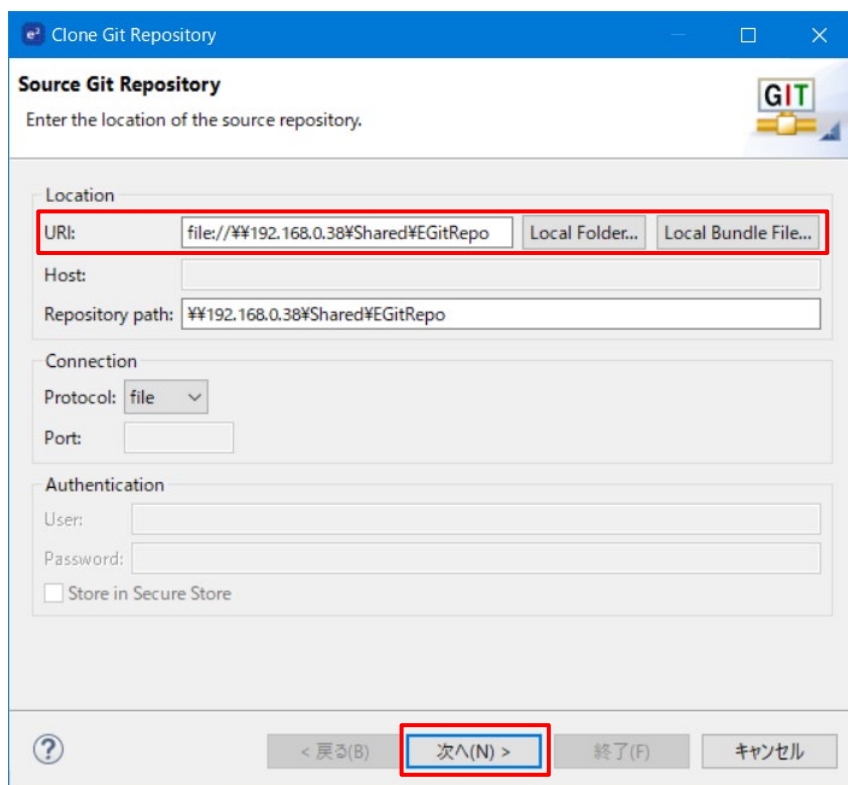 e² Clone Git Repository
Source Git Repository
Enter the location of the source repository.
GIT
Location
URI: file://¥¥192.168.0.38¥Shared¥EGitRepo Local Folder... Local Bundle File...
Host:
Repository path: ¥¥192.168.0.38¥Shared¥EGitRepo
Connection
Protocol: file
Port:
Authentication
User:
Password:
Store in Secure Store
? < 戻る(B) 次へ(N) > 終了(F) キャンセル